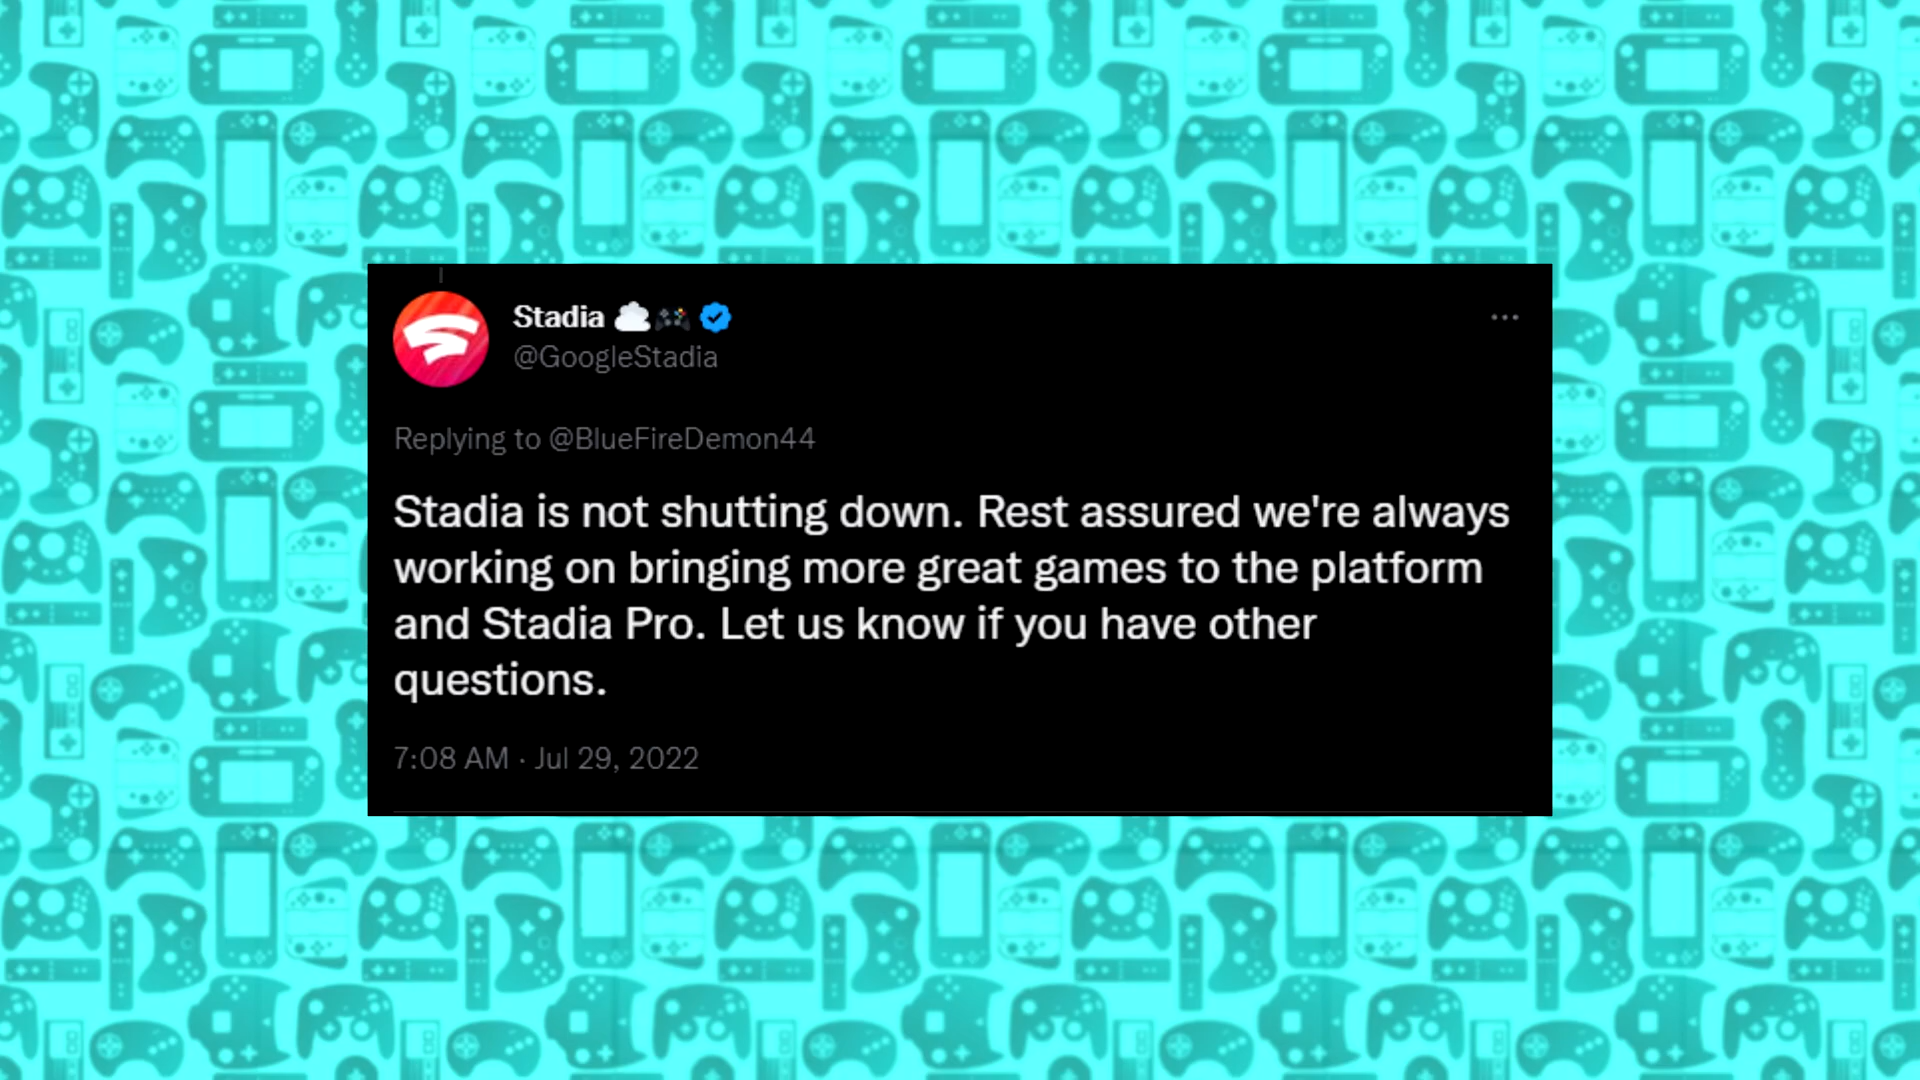 Stadia ☁️🎮
@GoogleStadia
Replying to @BlueFireDemon44
Stadia is not shutting down. Rest assured we're always
working on bringing more great games to the platform
and Stadia Pro. Let us know if you have other
questions.
7:08 AM · Jul 29, 2022